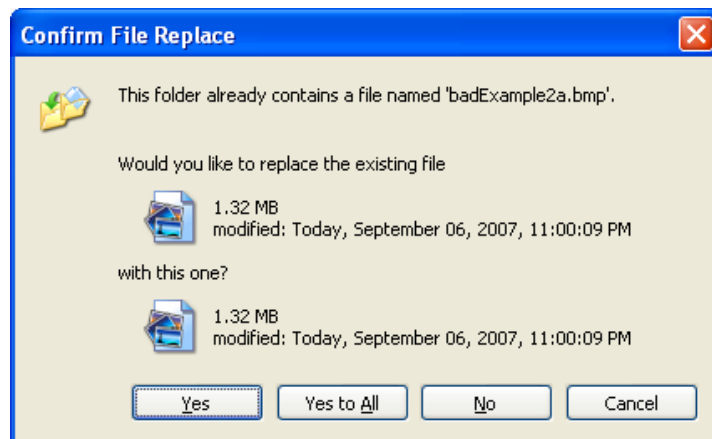 Confirm File Replace
This folder already contains a file named 'badExample2a.bmp'.
Would you like to replace the existing file
1.32 MB
modified: Today, September 06, 2007, 11:00:09 PM
with this one?
1.32 MB
modified: Today, September 06, 2007, 11:00:09 PM
Yes Yes to All No Cancel